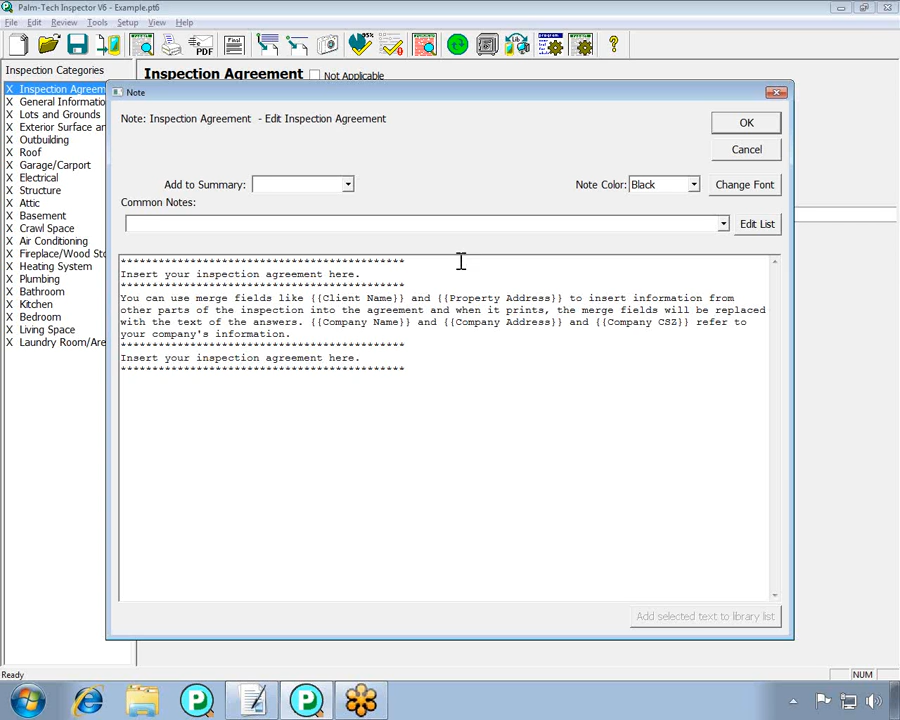 Palm-Tech Inspector V6 - Example.pt6
File Edit Review Tools Setup View Help
Inspection Categories
Inspection Agreement Not Applicable
X Inspection Agreem
X General Informatio
X Lots and Grounds
X Exterior Surface an
X Outbuilding
X Roof
X Garage/Carport
X Electrical
X Structure
X Attic
X Basement
X Crawl Space
X Air Conditioning
X Fireplace/Wood Sto
X Heating System
X Plumbing
X Bathroom
X Kitchen
X Bedroom
X Living Space
X Laundry Room/Are
Note
Note: Inspection Agreement - Edit Inspection Agreement
OK
Cancel
Add to Summary:
Note Color: Black Change Font
Common Notes:
Edit List
*********************************************
Insert your inspection agreement here.
*********************************************
You can use merge fields like {{Client Name}} and {{Property Address}} to insert information from
other parts of the inspection into the agreement and when it prints, the merge fields will be replaced
with the text of the answers. {{Company Name}} and {{Company Address}} and {{Company CSZ}} refer to
your company's information.
*********************************************
Insert your inspection agreement here.
*********************************************
Add selected text to library list
Ready
NUM